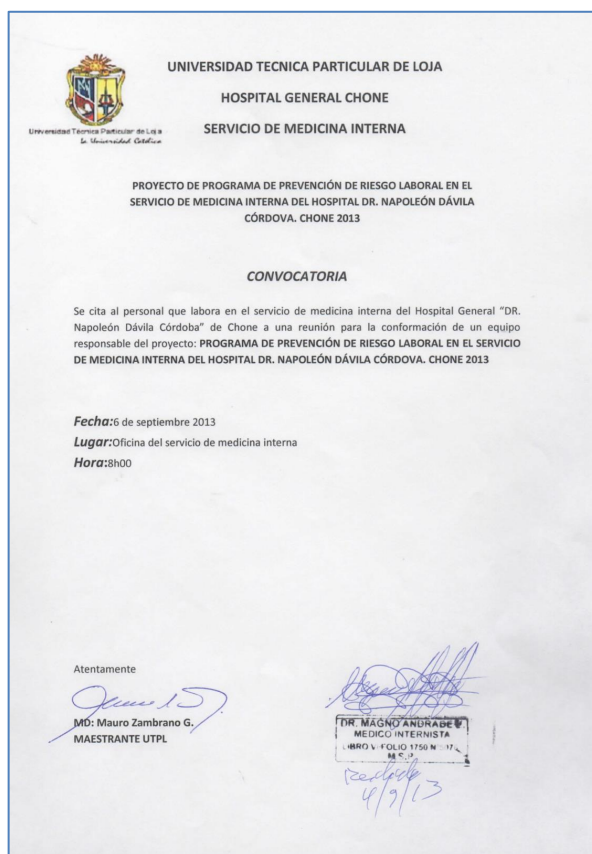 UNIVERSIDAD TECNICA PARTICULAR DE LOJA
HOSPITAL GENERAL CHONE
SERVICIO DE MEDICINA INTERNA
Universidad Técnica Particular de Loja
La Universidad Católica
PROYECTO DE PROGRAMA DE PREVENCIÓN DE RIESGO LABORAL EN EL
SERVICIO DE MEDICINA INTERNA DEL HOSPITAL DR. NAPOLEÓN DÁVILA
CÓRDOVA. CHONE 2013
CONVOCATORIA
Se cita al personal que labora en el servicio de medicina interna del Hospital General "DR.
Napoleón Dávila Córdoba" de Chone a una reunión para la conformación de un equipo
responsable del proyecto: PROGRAMA DE PREVENCIÓN DE RIESGO LABORAL EN EL SERVICIO
DE MEDICINA INTERNA DEL HOSPITAL DR. NAPOLEÓN DÁVILA CÓRDOVA. CHONE 2013
Fecha:6 de septiembre 2013
Lugar:Oficina del servicio de medicina interna
Hora:8h00
Atentamente
MD: Mauro Zambrano G.
MAESTRANTE UTPL
DR. MAGNO ANDRADE
MEDICO INTERNISTA
LIBRO V FOLIO 1750
M.S.P
4/9/13